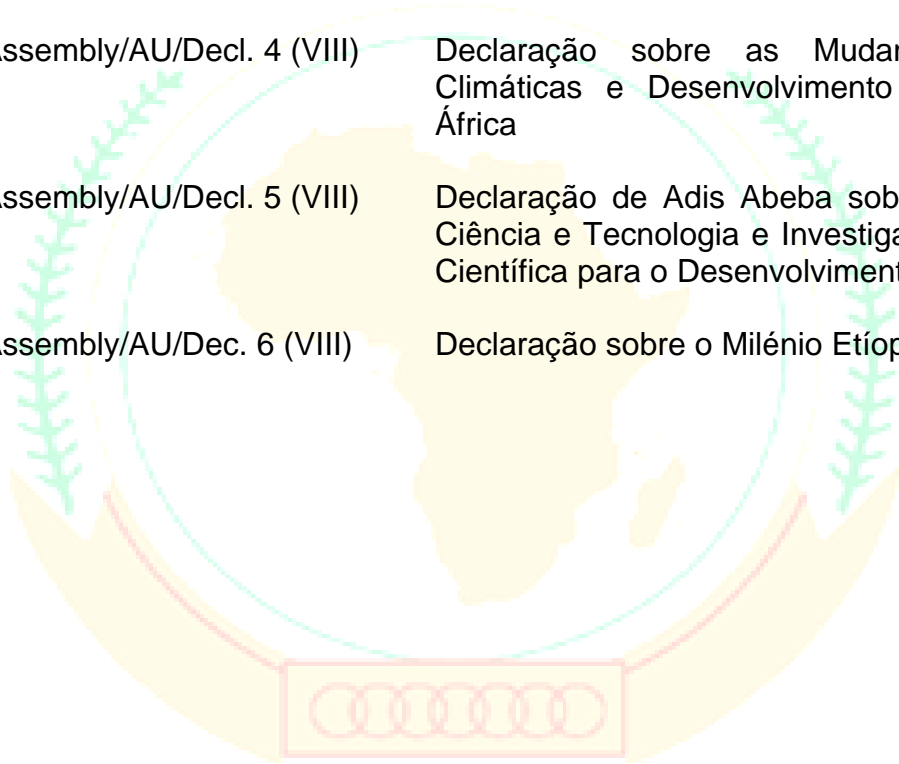 Assembly/AU/Decl. 4 (VIII) Declaração sobre as
Climáticas e Desenvolvimento
África
Assembly/AU/Decl. 5 (VIII) Declaração de Adis Abeba
Ciência e Tecnologia e
Científica para o
Assembly/AU/Dec. 6 (VIII) Declaração sobre o Milénio